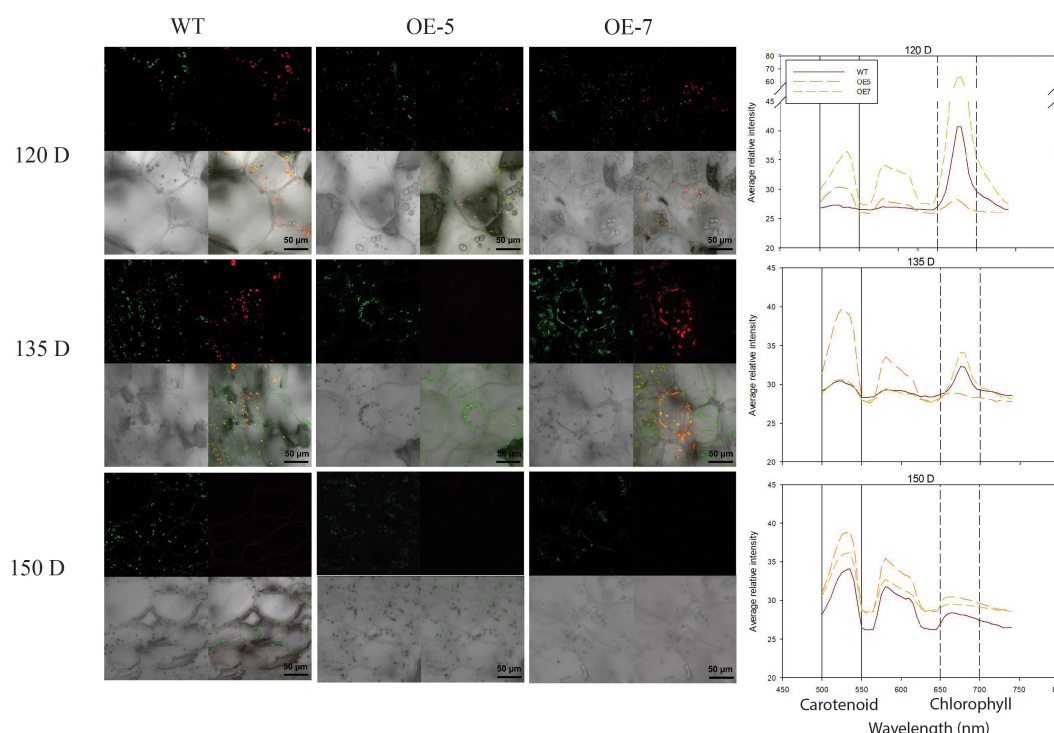 WT OE-5 OE-7
120 D
50 µm 50 µm 50 µm
135 D
50 µm 50 µm 50 µm
150 D
50 µm 50 µm 50 µm
120 D
WT
OE5
OE7
80
70
60
45
40
35
30
25
20
Average relative intensity
135 D
45
40
35
30
25
20
Average relative intensity
150 D
45
40
35
30
25
20
Average relative intensity
450 500 550 600 650 700 750
Carotenoid Chlorophyll
Wavelength (nm)